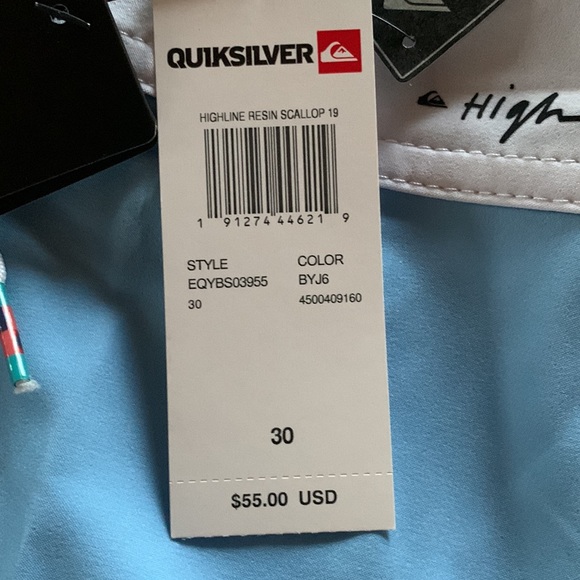 QUIKSILVER
HIGHLINE RESIN SCALLOP 19
1 91274 44621 9
STYLE COLOR
EQYBS03955 BYJ6
30 4500409160
30
$55.00 USD
High